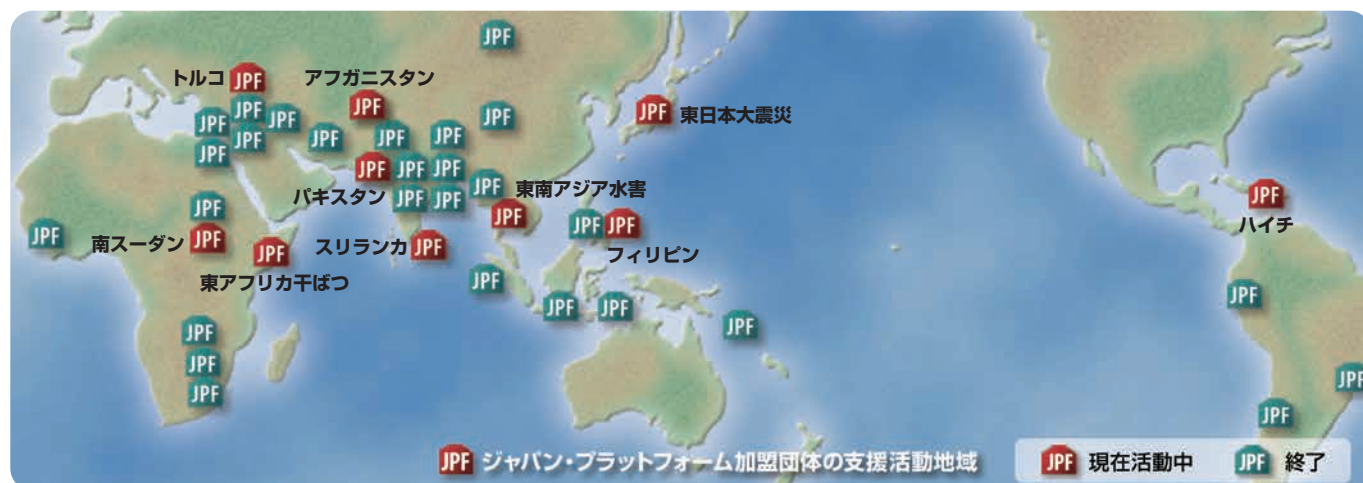 JPF
トルコ JPF
アフガニスタン
JPF
JPF
JPF
JPF
JPF
JPF
JPF
JPF
JPF
JPF
JPF
JPF 東日本大震災
JPF
JPF
JPF
パキスタン
JPF
JPF
JPF
東南アジア水害
JPF
JPF
ハイチ
JPF
JPF
南スーダン JPF
JPF
東アフリカ干ばつ
スリランカ JPF
JPF
JPF
フィリピン
JPF
JPF
JPF
JPF
JPF
JPF
JPF
JPF
JPF
JPF
JPF ジャパン・プラットフォーム加盟団体の支援活動地域
JPF 現在活動中
JPF 終了